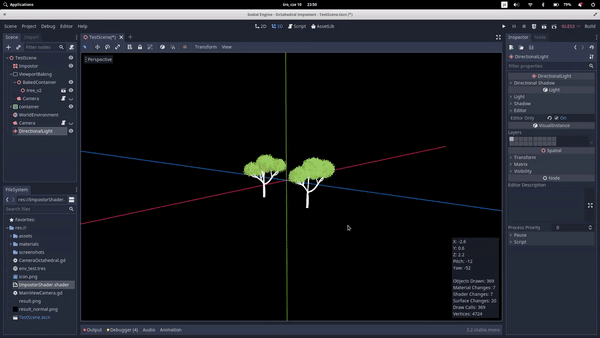 śro, cze 10 23:50
79%
Godot Engine - Octahedral Impostors - TestScene.tscn (*)
Scene Project Debug Editor Help
2D 3D Script AssetLib
GLES3 Build
Scene Import
TestScene(*)
Inspector Node
Filter nodes
Transform View
TestScene
Impostor
ViewportBaking
BakedContainer
tree_v2
Camera
container
WorldEnvironment
Camera
DirectionalLight
Perspective
DirectionalLight
Filter properties
DirectionalLight
Directional Shadow
Light
Light
Shadow
Editor
Editor Only On
VisualInstance
Layers
Spatial
Transform
Matrix
Visibility
Node
Editor Description
Process Priority 0
Pause
Script
FileSystem
res://ImpostorShader
Search files
Favorites:
res://
assets
materials
screenshots
CameraOctahedral.gd
env_test.tres
icon.png
ImpostorShader.shader
MainViewCamera.gd
result.png
result_normal.png
TestScene.tscn
X: -2.6
Y: 0.6
Z: 2.2
Pitch: -12
Yaw: -52
Objects Drawn: 369
Material Changes: 7
Shader Changes: 7
Surface Changes: 20
Draw Calls: 369
Vertices: 4724
Output Debugger (4) Audio Animation
3.2.stable.mono